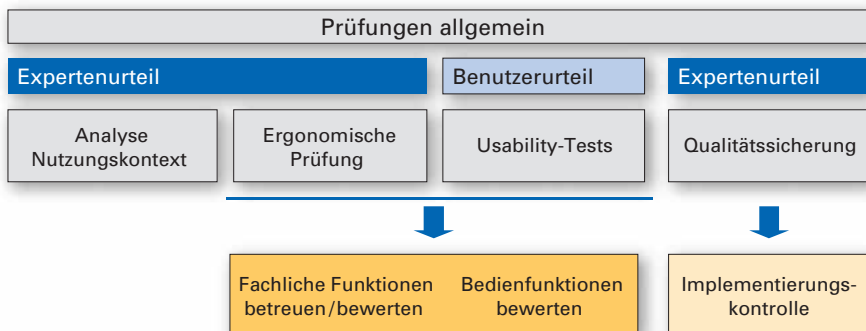 Prüfungen allgemein
Expertenurteil
Benutzerurteil
Expertenurteil
Analyse
Nutzungskontext
Ergonomische
Prüfung
Usability-Tests
Qualitätssicherung
Fachliche Funktionen
betreuen/bewerten
Bedienfunktionen
bewerten
Implementierungs-
kontrolle